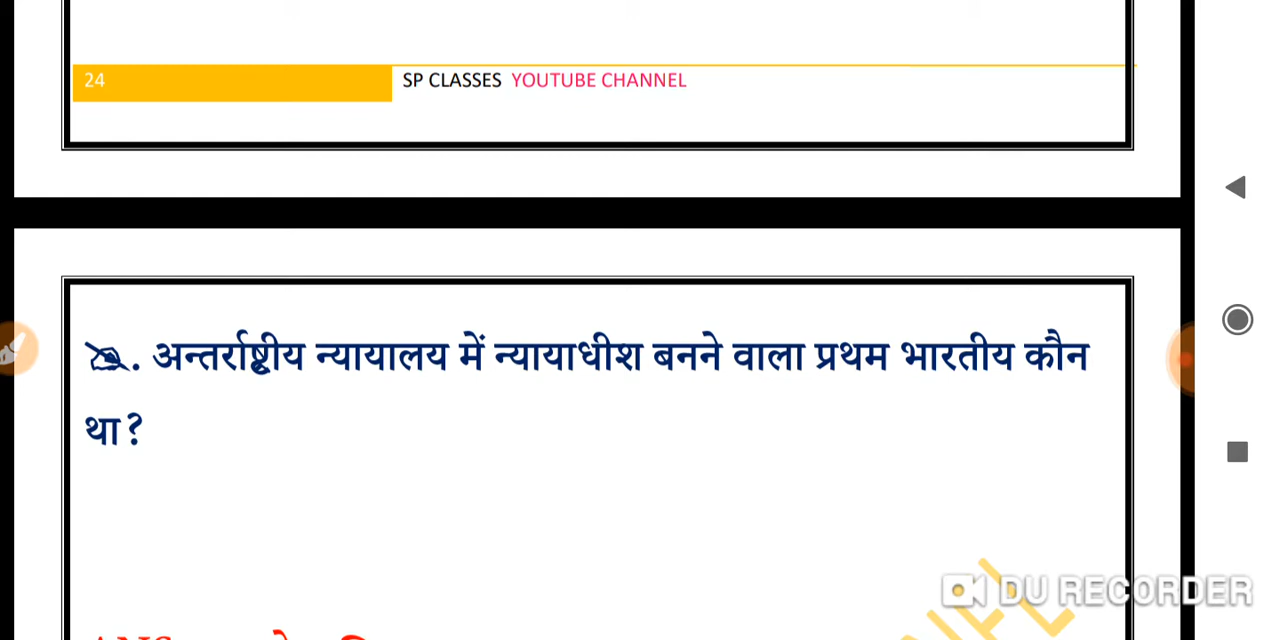 24 SP CLASSES YOUTUBE CHANNEL
अन्तर्राष्ट्रीय न्यायालय में न्यायाधीश बनने वाला प्रथम भारतीय कौन
था?
DU RECORDER